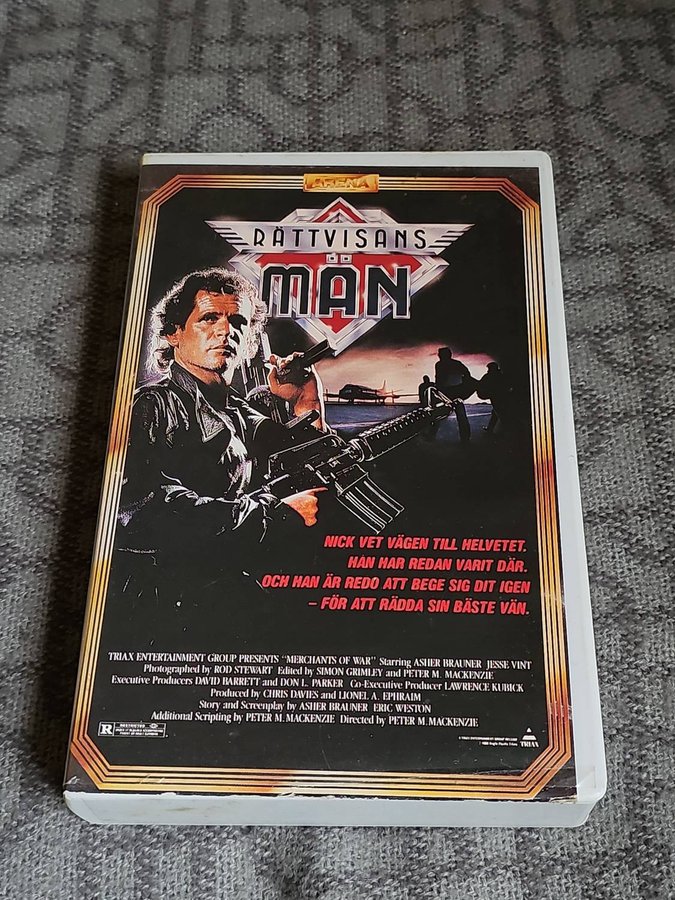 ARENA
RÄTTVISANS
MÄN
NICK VET VÄGEN TILL HELVETET.
HAN HAR REDAN VARIT DÄR.
OCH HAN ÄR REDO ATT BEGE SIG DIT IGEN
– FÖR ATT RÄDDA SIN BÄSTE VÄN.
TRIAX ENTERTAINMENT GROUP PRESENTS "MERCHANTS OF WAR" Starring ASHER BRAUNER JESSE VINT
Photographed by ROD STEWART Edited by SIMON GRIMLEY and PETER M. MACKENZIE
Executive Producers DAVID BARRETT and DON L. PARKER Co-Executive Producer LAWRENCE KUBICK
Produced by CHRIS DAVIES and LIONEL A. EPHRAIM
Story and Screenplay by ASHER BRAUNER ERIC WESTON
Additional Scripting by PETER M. MACKENZIE Directed by PETER M. MACKENZIE
R RESTRICTED
TRIAX